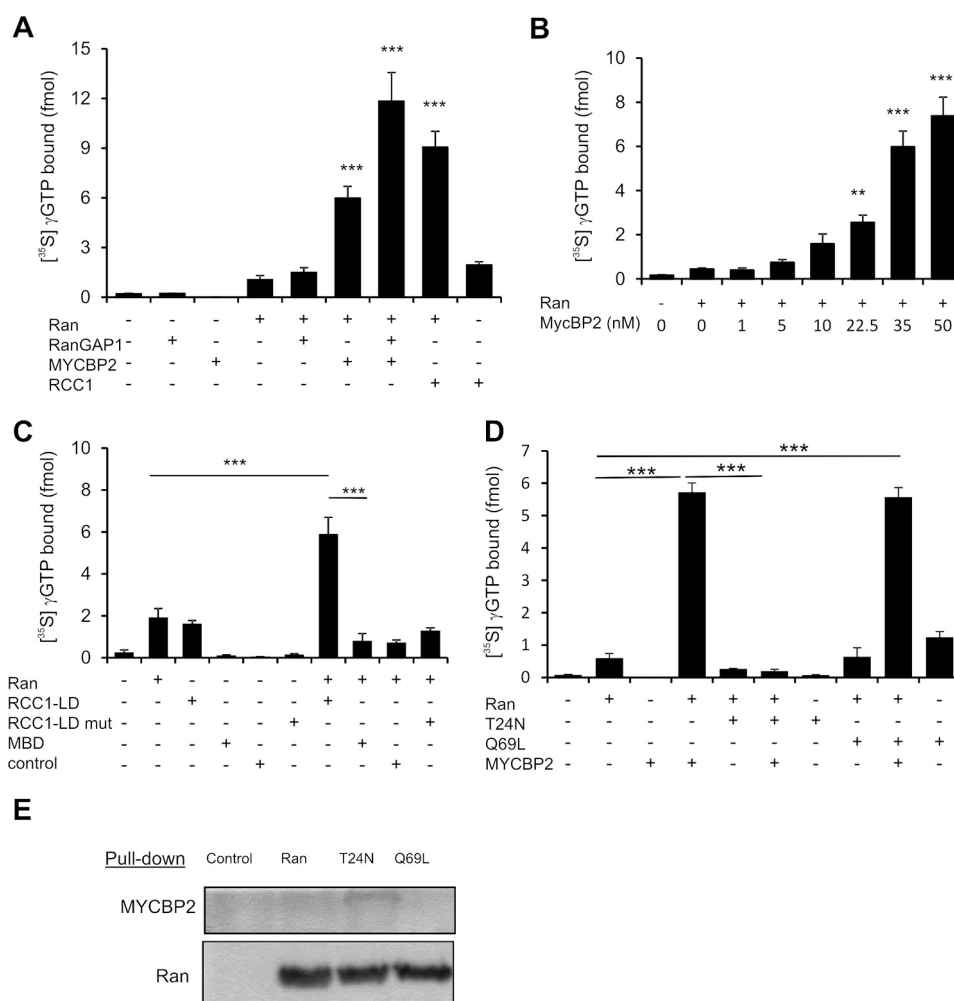 A
[³⁵S] γGTP bound (fmol)
15
12
9
6
3
0
***
***
***
Ran - - - + + + + + -
RanGAP1 - + - - + - + - -
MYCBP2 - - + - - + + - -
RCC1 - - - - - - - + +
B
[³⁵S] γGTP bound (fmol)
10
8
6
4
2
0
**
***
***
Ran - + + + + + + +
MycBP2 (nM) 0 0 1 5 10 22.5 35 50
C
[³⁵S] γGTP bound (fmol)
10
8
6
4
2
0
***
***
Ran - + - - - - + + + +
RCC1-LD - - + - - - + - - -
RCC1-LD mut - - - - - + - - - +
MBD - - - + - - - + - -
control - - - - + - - - + -
D
[³⁵S] γGTP bound (fmol)
7
6
5
4
3
2
1
0
***
***
***
Ran - + - + + + - + + -
T24N - - - - + + + - - -
Q69L - - - - - - - + + +
MYCBP2 - - + + - + - - + -
E
Pull-down Control Ran T24N Q69L
MYCBP2
Ran